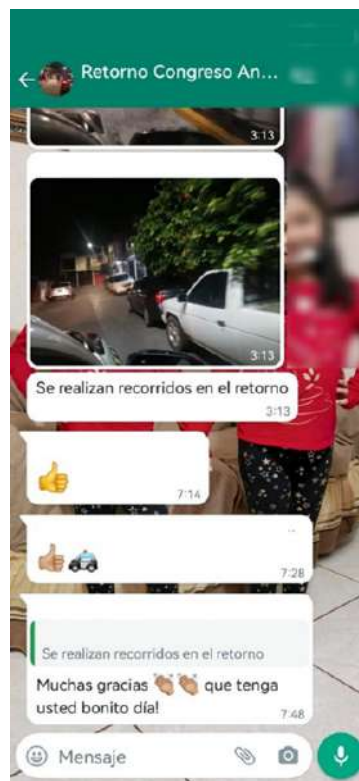 Retorno Congreso An...
3:13
3:13
Se realizan recorridos en el retorno
3:13
👍
7:14
👍🏼🚓
7:28
Se realizan recorridos en el retorno
Muchas gracias 👏🏼👏🏼 que tenga
usted bonito día!
7:48
Mensaje